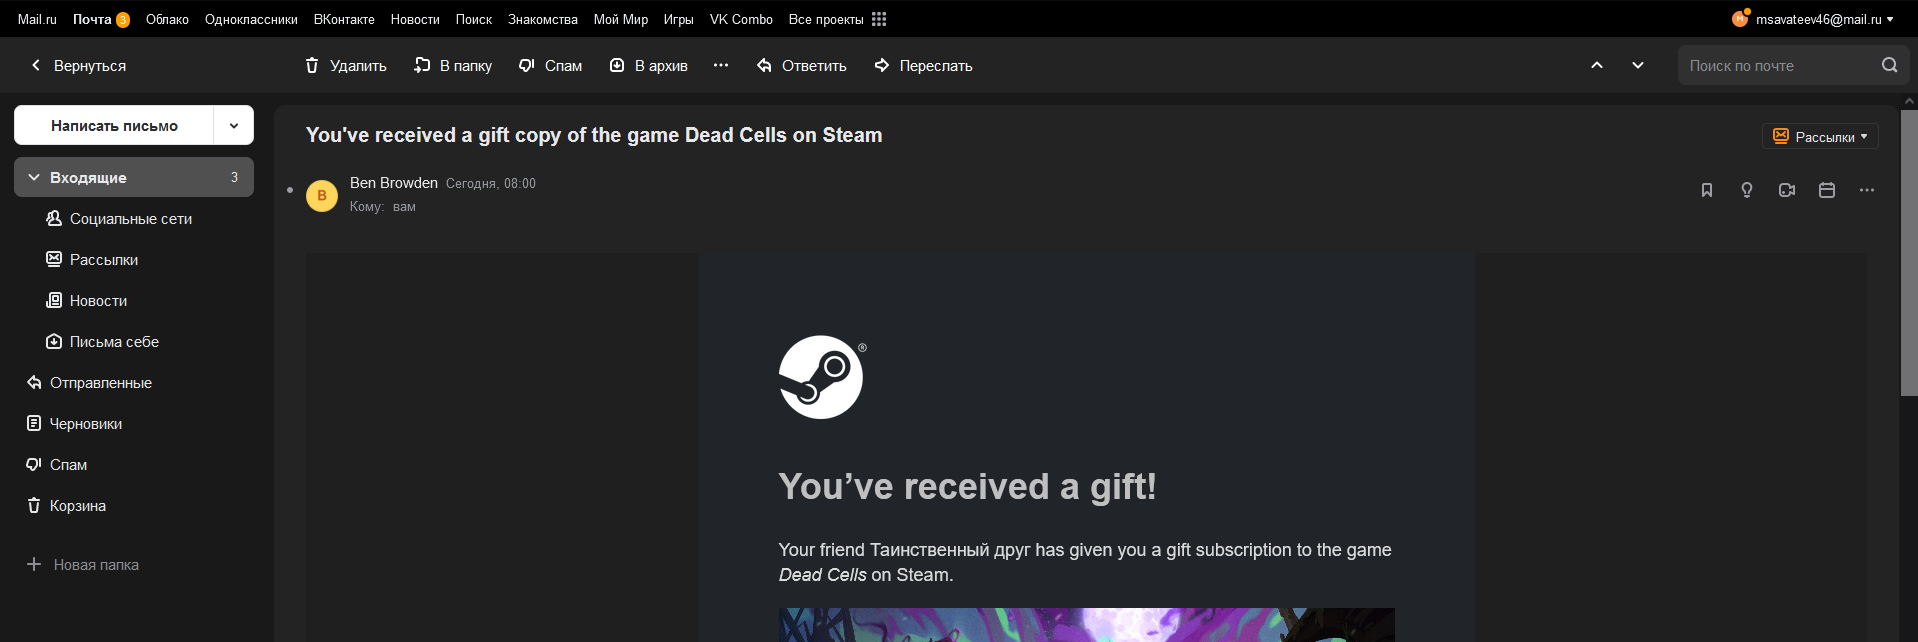 Mail.ru Почта 3 Облако Одноклассники ВКонтакте Новости Поиск Знакомства Мой Мир Игры VK Combo Все проекты M msavateev46@mail.ru
Вернуться Удалить В папку Спам В архив Ответить Переслать Поиск по почте
Написать письмо
Входящие 3
Социальные сети
Рассылки
Новости
Письма себе
Отправленные
Черновики
Спам
Корзина
Новая папка
You've received a gift copy of the game Dead Cells on Steam Рассылки
B Ben Browden Сегодня, 08:00
Кому: вам
®
You’ve received a gift!
Your friend Таинственный друг has given you a gift subscription to the game
Dead Cells on Steam.